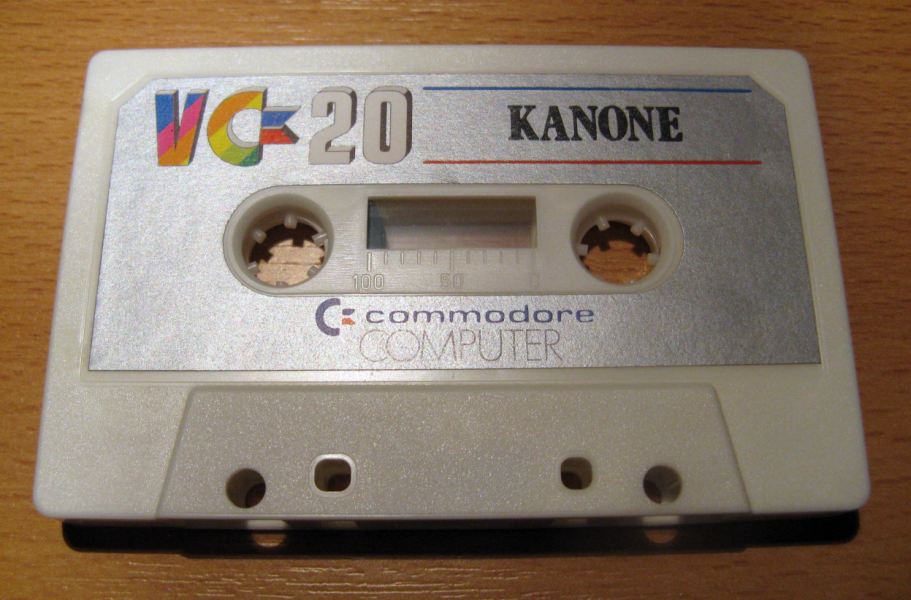 VC 20
KANONE
100 50 0
commodore
COMPUTER